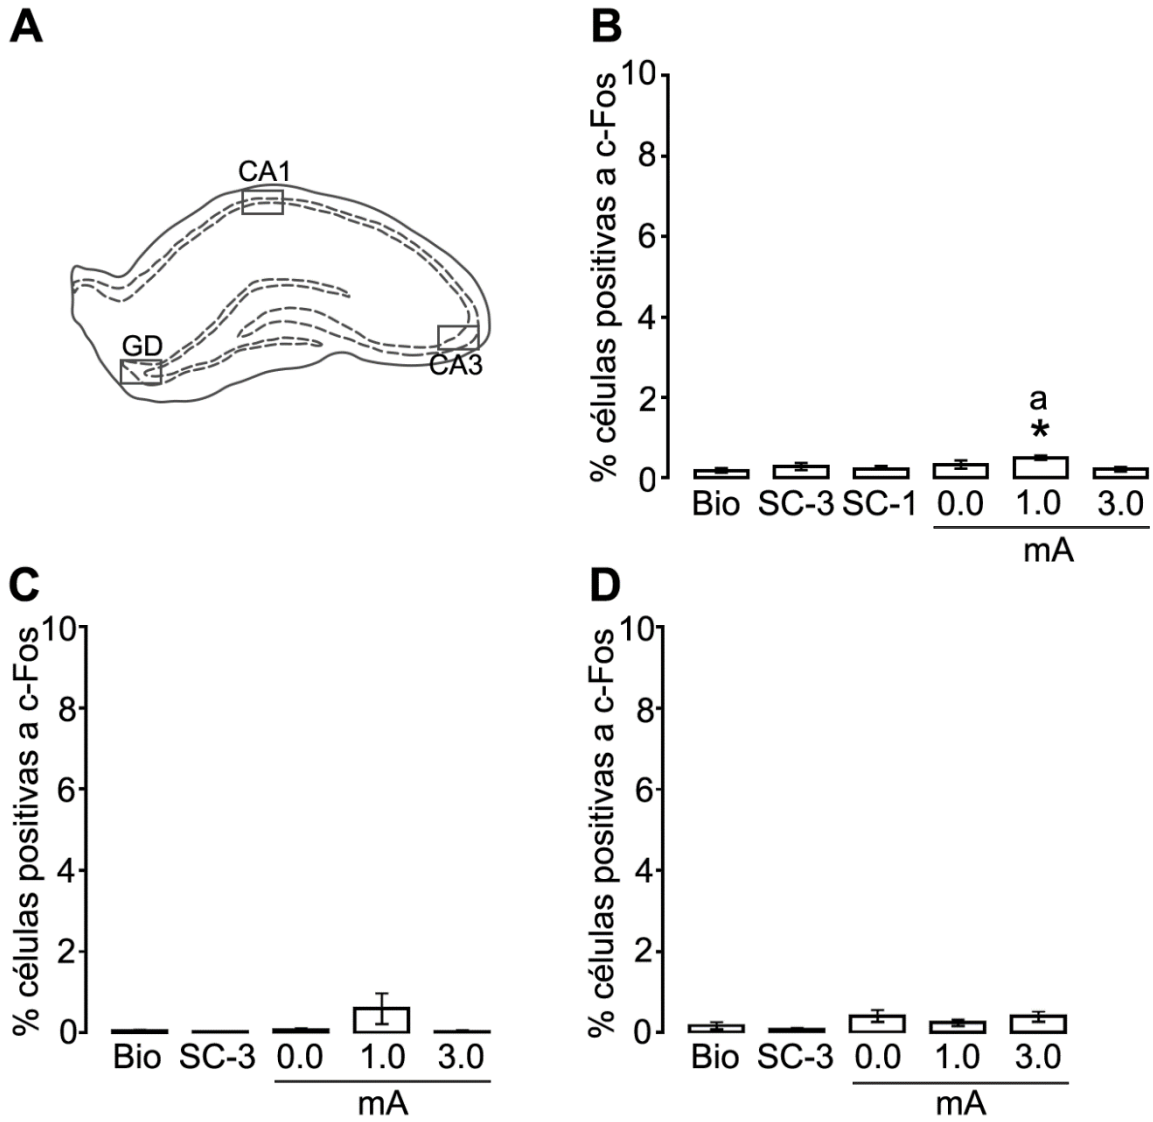 A
CA1
GD
CA3
B
% células positivas a c-Fos
10
8
6
4
2
0
a
*
Bio SC-3 SC-1 0.0 1.0 3.0
mA
C
% células positivas a c-Fos
10
8
6
4
2
0
Bio SC-3 0.0 1.0 3.0
mA
D
% células positivas a c-Fos
10
8
6
4
2
0
Bio SC-3 0.0 1.0 3.0
mA